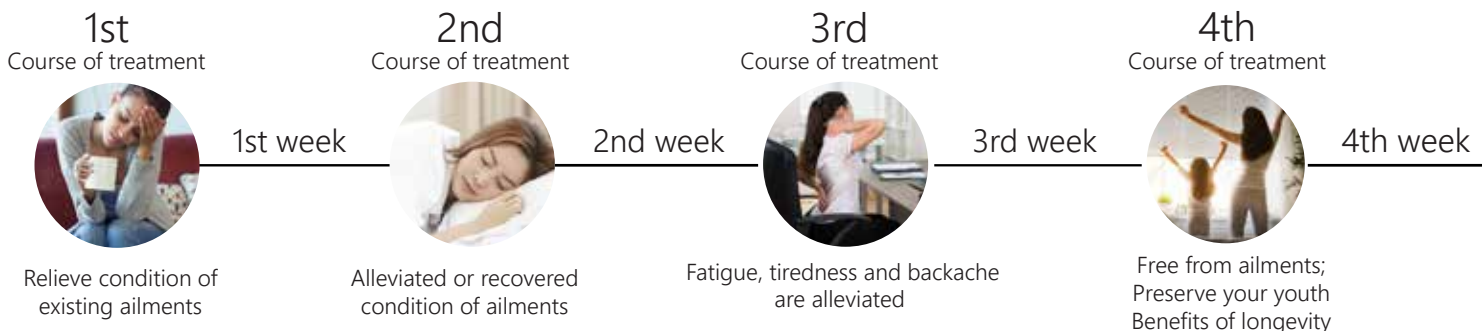 1st
Course of treatment
2nd
Course of treatment
3rd
Course of treatment
4th
Course of treatment
1st week
2nd week
3rd week
4th week
Relieve condition of
existing ailments
Alleviated or recovered
condition of ailments
Fatigue, tiredness and backache
are alleviated
Free from ailments;
Preserve your youth
Benefits of longevity